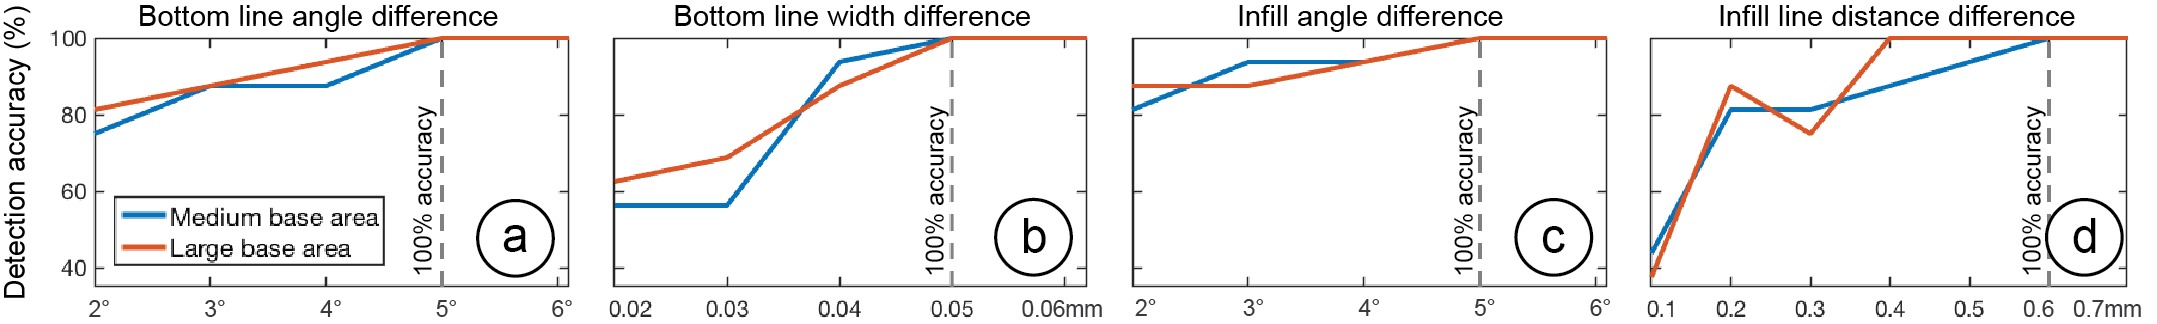 Bottom line angle difference
Bottom line width difference
Infill angle difference
Infill line distance difference
Detection accuracy (%)
100
80
60
40
Medium base area
Large base area
100% accuracy
a
2° 3° 4° 5° 6°
100% accuracy
b
0.02 0.03 0.04 0.05 0.06mm
100% accuracy
c
2° 3° 4° 5° 6°
100% accuracy
d
0.1 0.2 0.3 0.4 0.5 0.6 0.7mm